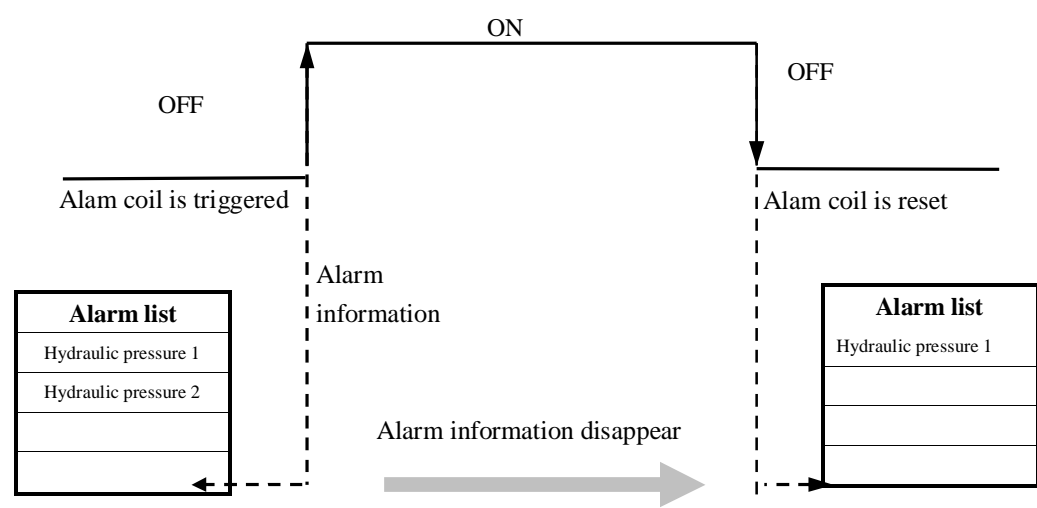 ON
OFF
OFF
Alam coil is triggered
Alam coil is reset
Alarm
information
Alarm list
Hydraulic pressure 1
Hydraulic pressure 2
Alarm list
Hydraulic pressure 1
Alarm information disappear